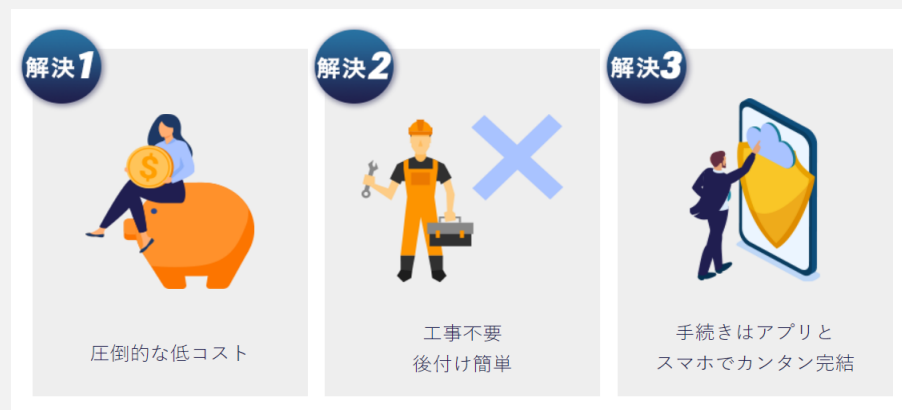 解決1
圧倒的な低コスト
解決2
$
工事不要
後付け簡単
解決3
手続きはアプリと
スマホでカンタン完結